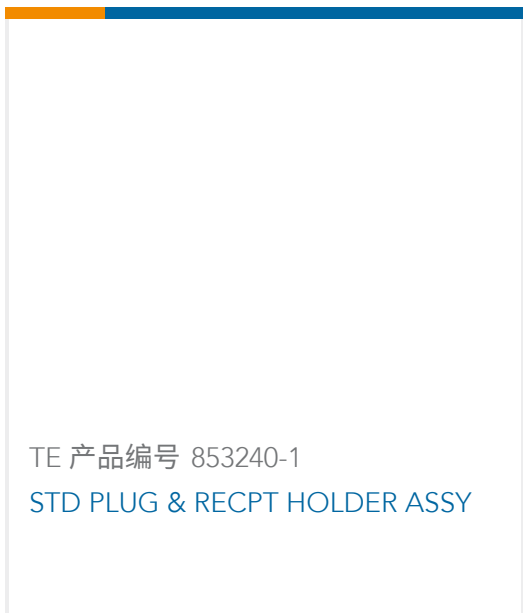 TE 产品编号 853240-1
STD PLUG & RECPT HOLDER ASSY